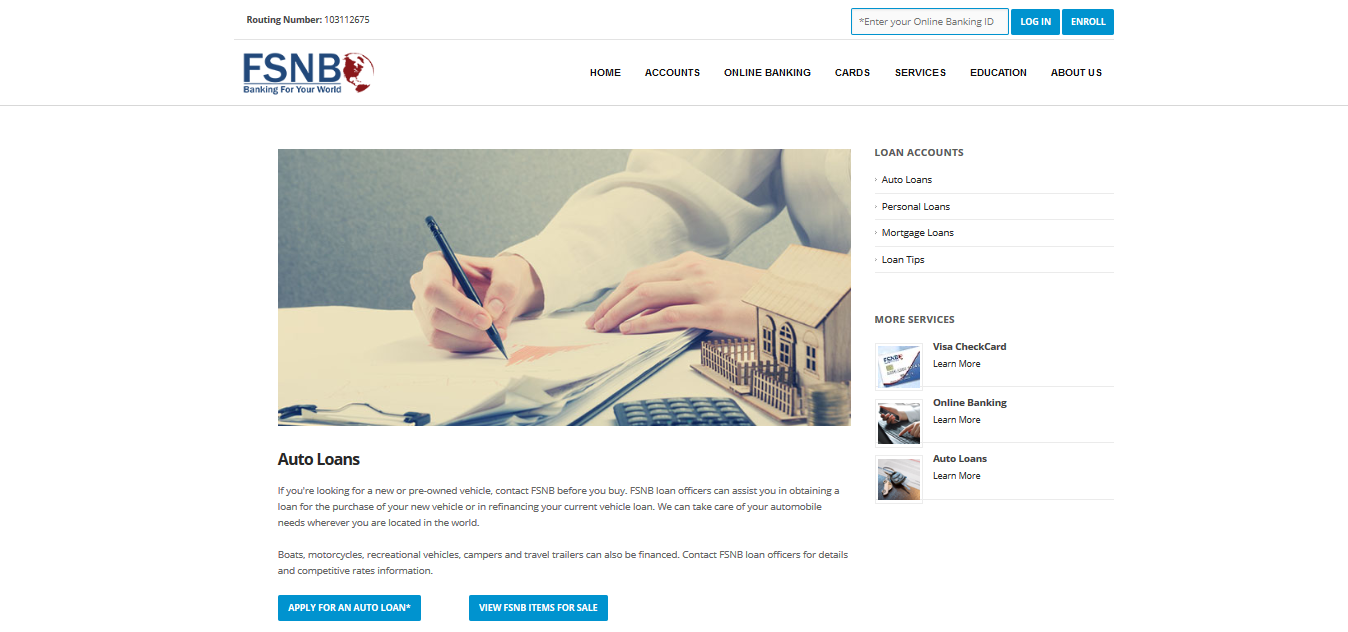 Routing Number: 103112675
*Enter your Online Banking ID
LOG IN
ENROLL
FSNB
Banking For Your World
HOME
ACCOUNTS
ONLINE BANKING
CARDS
SERVICES
EDUCATION
ABOUT US
Auto Loans
If you're looking for a new or pre-owned vehicle, contact FSNB before you buy. FSNB loan officers can assist you in obtaining a
loan for the purchase of your new vehicle or in refinancing your current vehicle loan. We can take care of your automobile
needs wherever you are located in the world.
Boats, motorcycles, recreational vehicles, campers and travel trailers can also be financed. Contact FSNB loan officers for details
and competitive rates information.
APPLY FOR AN AUTO LOAN*
VIEW FSNB ITEMS FOR SALE
LOAN ACCOUNTS
Auto Loans
Personal Loans
Mortgage Loans
Loan Tips
MORE SERVICES
FSNB
Visa CheckCard
Learn More
Online Banking
Learn More
Auto Loans
Learn More